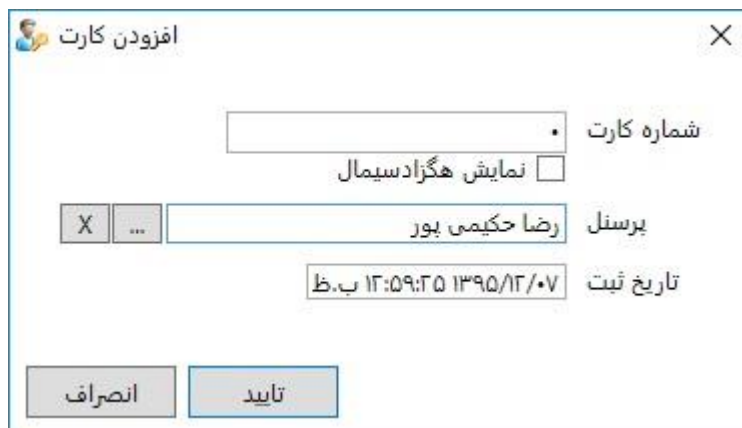 افزودن کارت
شماره کارت ۰
نمایش هگزادسیمال
پرسنل رضا حکیمی پور ... X
تاریخ ثبت ۱۳۹۵/۱۲/۰۷ ۱۲:۵۹:۲۵ ب.ظ
تایید انصراف